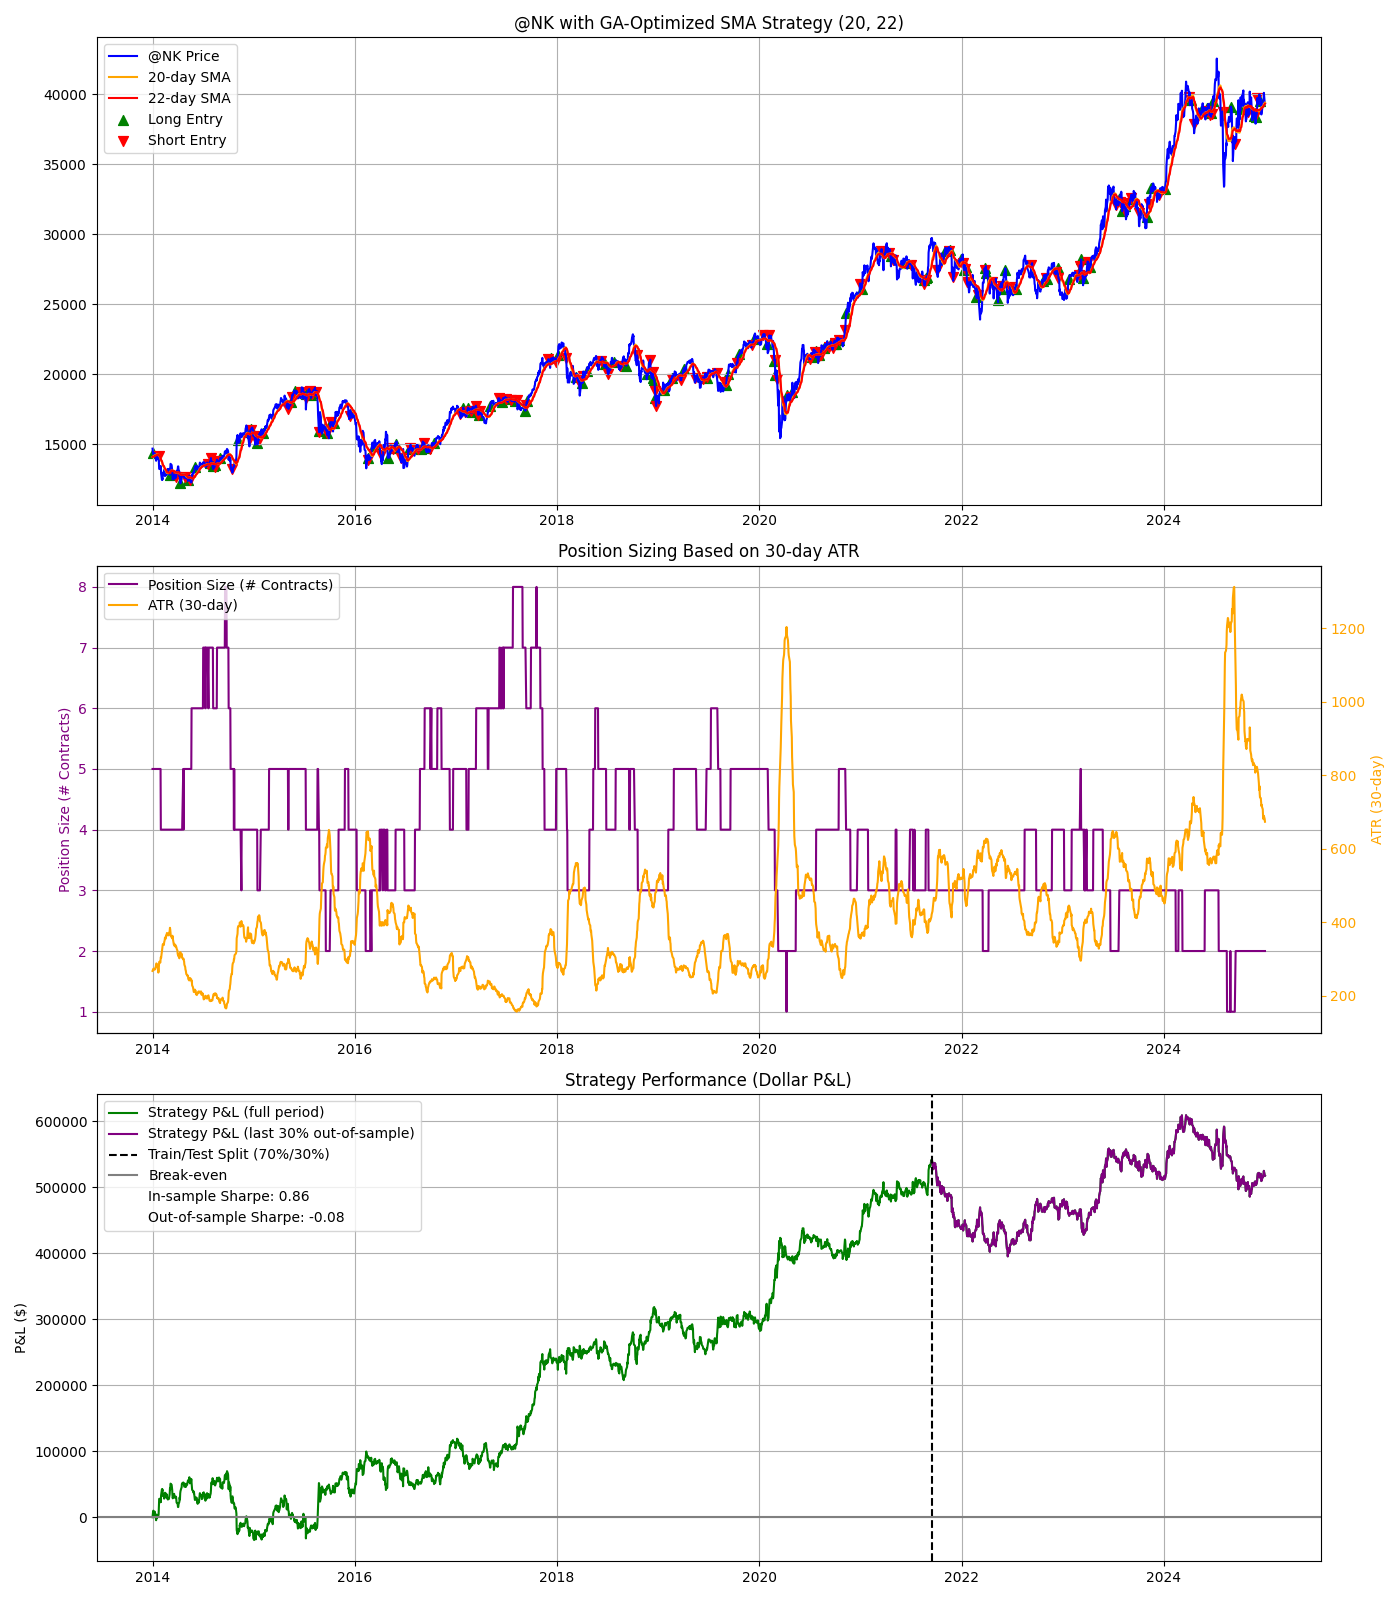 @NK with GA-Optimized SMA Strategy (20, 22)
@NK Price
20-day SMA
22-day SMA
Long Entry
Short Entry
40000
35000
30000
25000
20000
15000
2014 2016 2018 2020 2022 2024
Position Sizing Based on 30-day ATR
Position Size (# Contracts)
ATR (30-day)
Position Size (# Contracts)
8
7
6
5
4
3
2
1
1200
1000
800
600
400
200
ATR (30-day)
2014 2016 2018 2020 2022 2024
Strategy Performance (Dollar P&L)
Strategy P&L (full period)
Strategy P&L (last 30% out-of-sample)
Train/Test Split (70%/30%)
Break-even
In-sample Sharpe: 0.86
Out-of-sample Sharpe: -0.08
P&L ($)
600000
500000
400000
300000
200000
100000
0
2014 2016 2018 2020 2022 2024